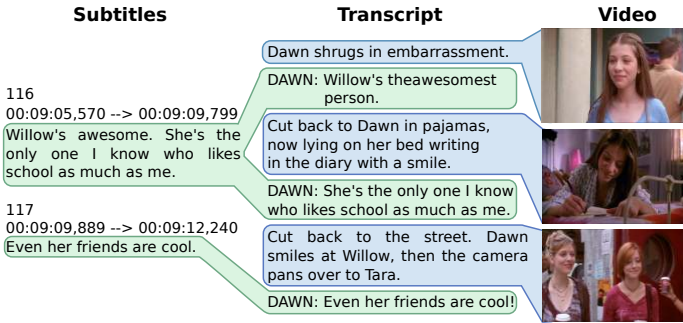 Subtitles
Transcript
Video
116
00:09:05,570 --> 00:09:09,799
Willow's awesome. She's the
only one I know who likes
school as much as me.
117
00:09:09,889 --> 00:09:12,240
Even her friends are cool.
Dawn shrugs in embarrassment.
DAWN: Willow's theawesomest
person.
Cut back to Dawn in pajamas,
now lying on her bed writing
in the diary with a smile.
DAWN: She's the only one I know
who likes school as much as me.
Cut back to the street. Dawn
smiles at Willow, then the camera
pans over to Tara.
DAWN: Even her friends are cool!